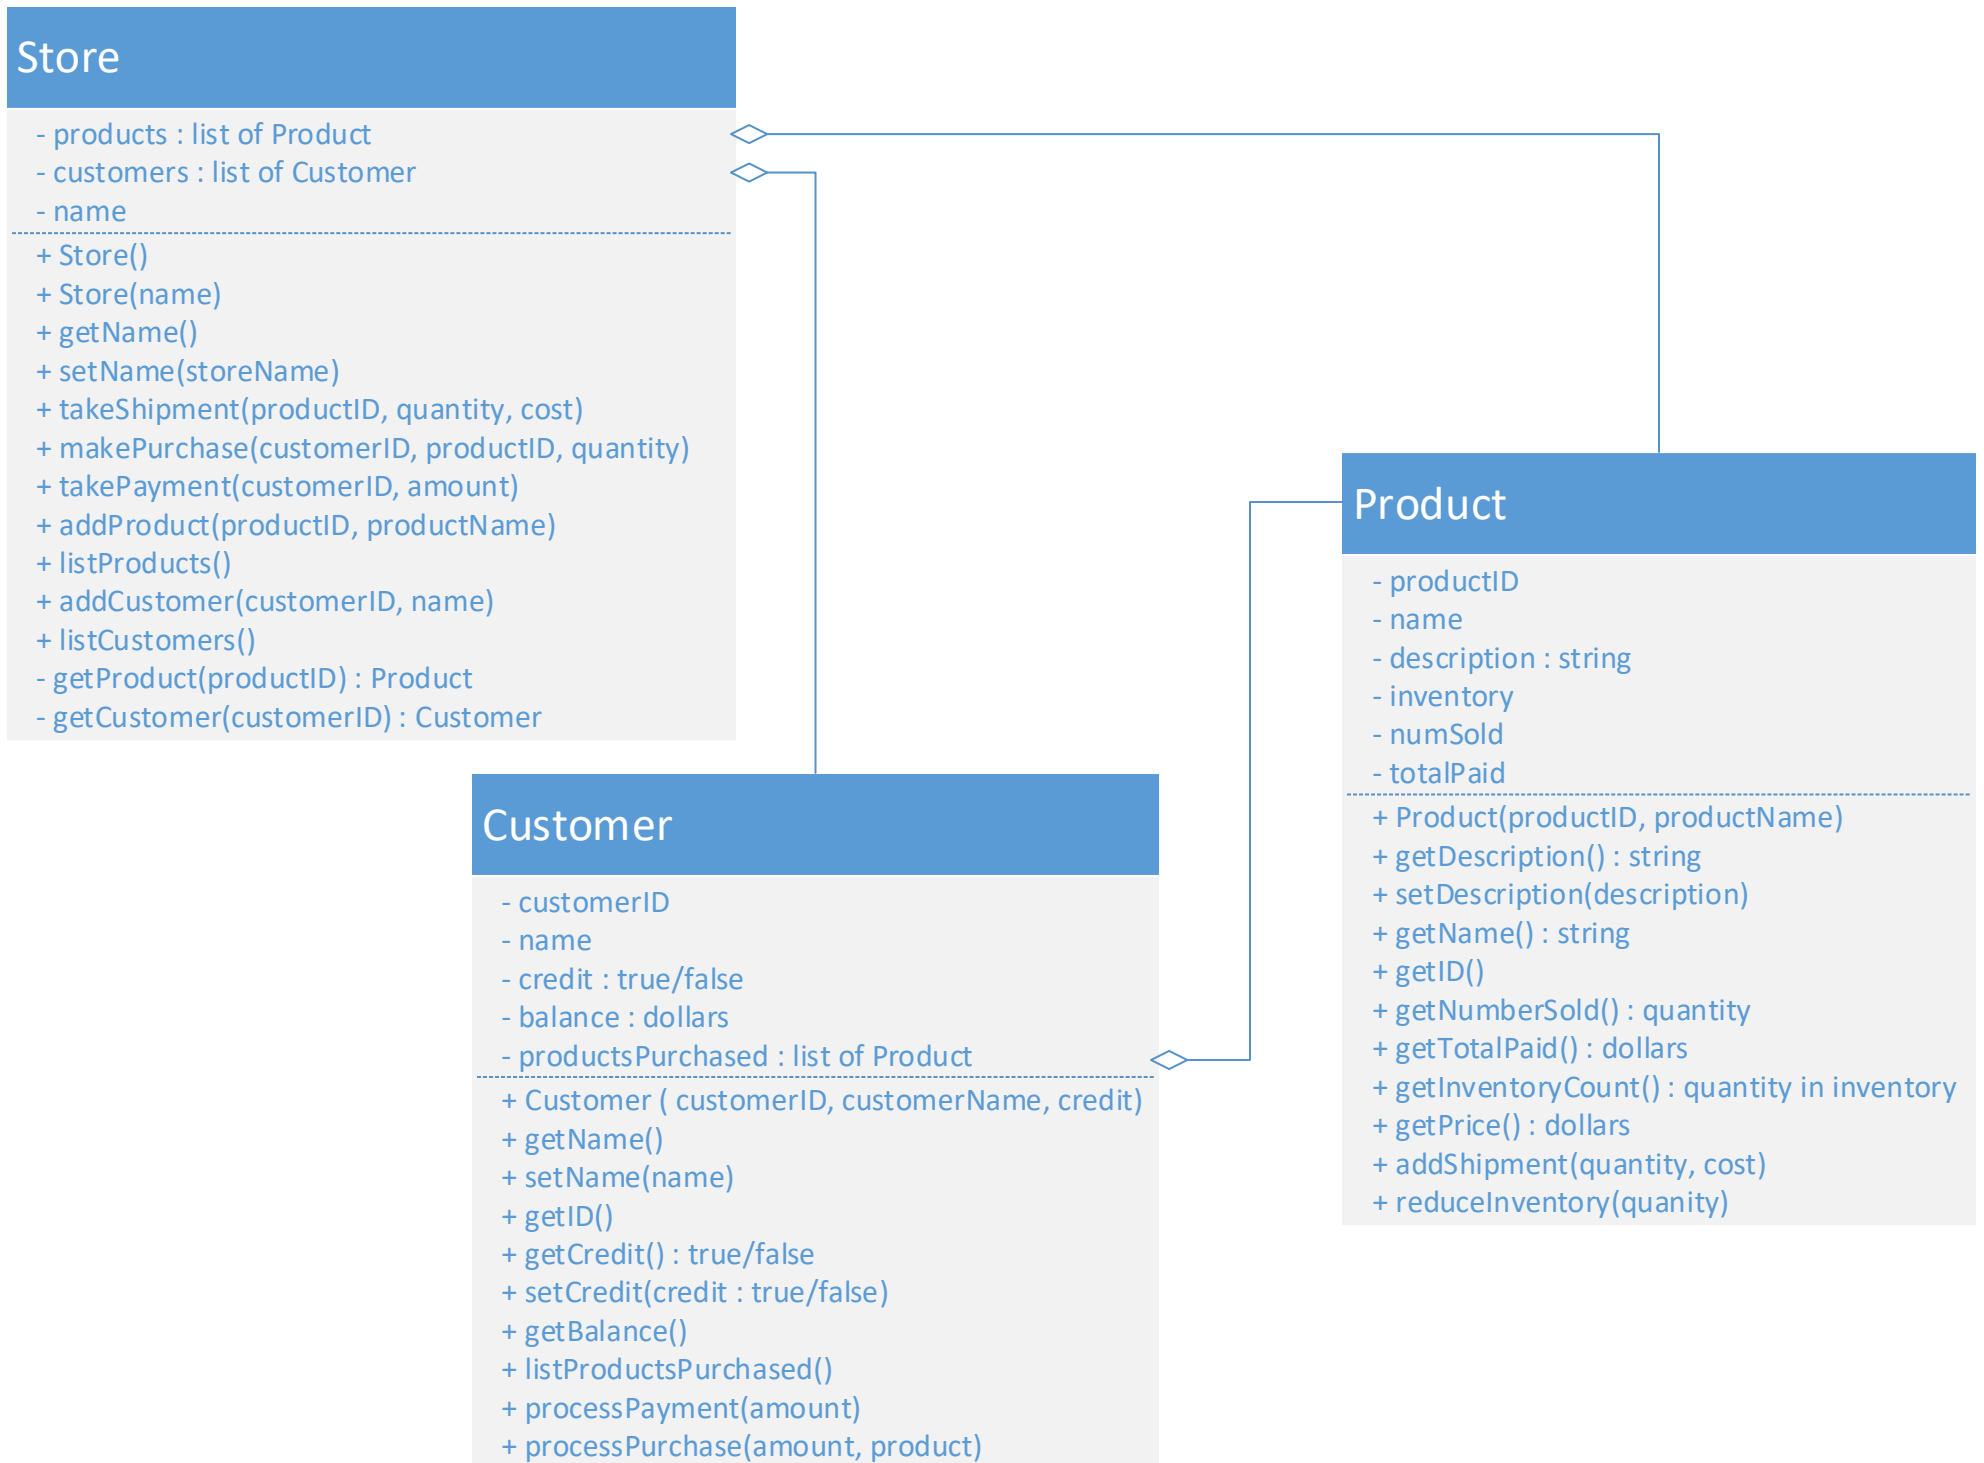 Store
- products : list of Product
- customers : list of Customer
- name
+ Store()
+ Store(name)
+ getName()
+ setName(storeName)
+ takeShipment(productID, quantity, cost)
+ makePurchase(customerID, productID, quantity)
+ takePayment(customerID, amount)
+ addProduct(productID, productName)
+ listProducts()
+ addCustomer(customerID, name)
+ listCustomers()
- getProduct(productID) : Product
- getCustomer(customerID) : Customer
Product
- productID
- name
- description : string
- inventory
- numSold
- totalPaid
+ Product(productID, productName)
+ getDescription() : string
+ setDescription(description)
+ getName() : string
+ getID()
+ getNumberSold() : quantity
+ getTotalPaid() : dollars
+ getInventoryCount() : quantity in inventory
+ getPrice() : dollars
+ addShipment(quantity, cost)
+ reduceInventory(quanity)
Customer
- customerID
- name
- credit : true/false
- balance : dollars
- productsPurchased : list of Product
+ Customer ( customerID, customerName, credit)
+ getName()
+ setName(name)
+ getID()
+ getCredit() : true/false
+ setCredit(credit : true/false)
+ getBalance()
+ listProductsPurchased()
+ processPayment(amount)
+ processPurchase(amount, product)